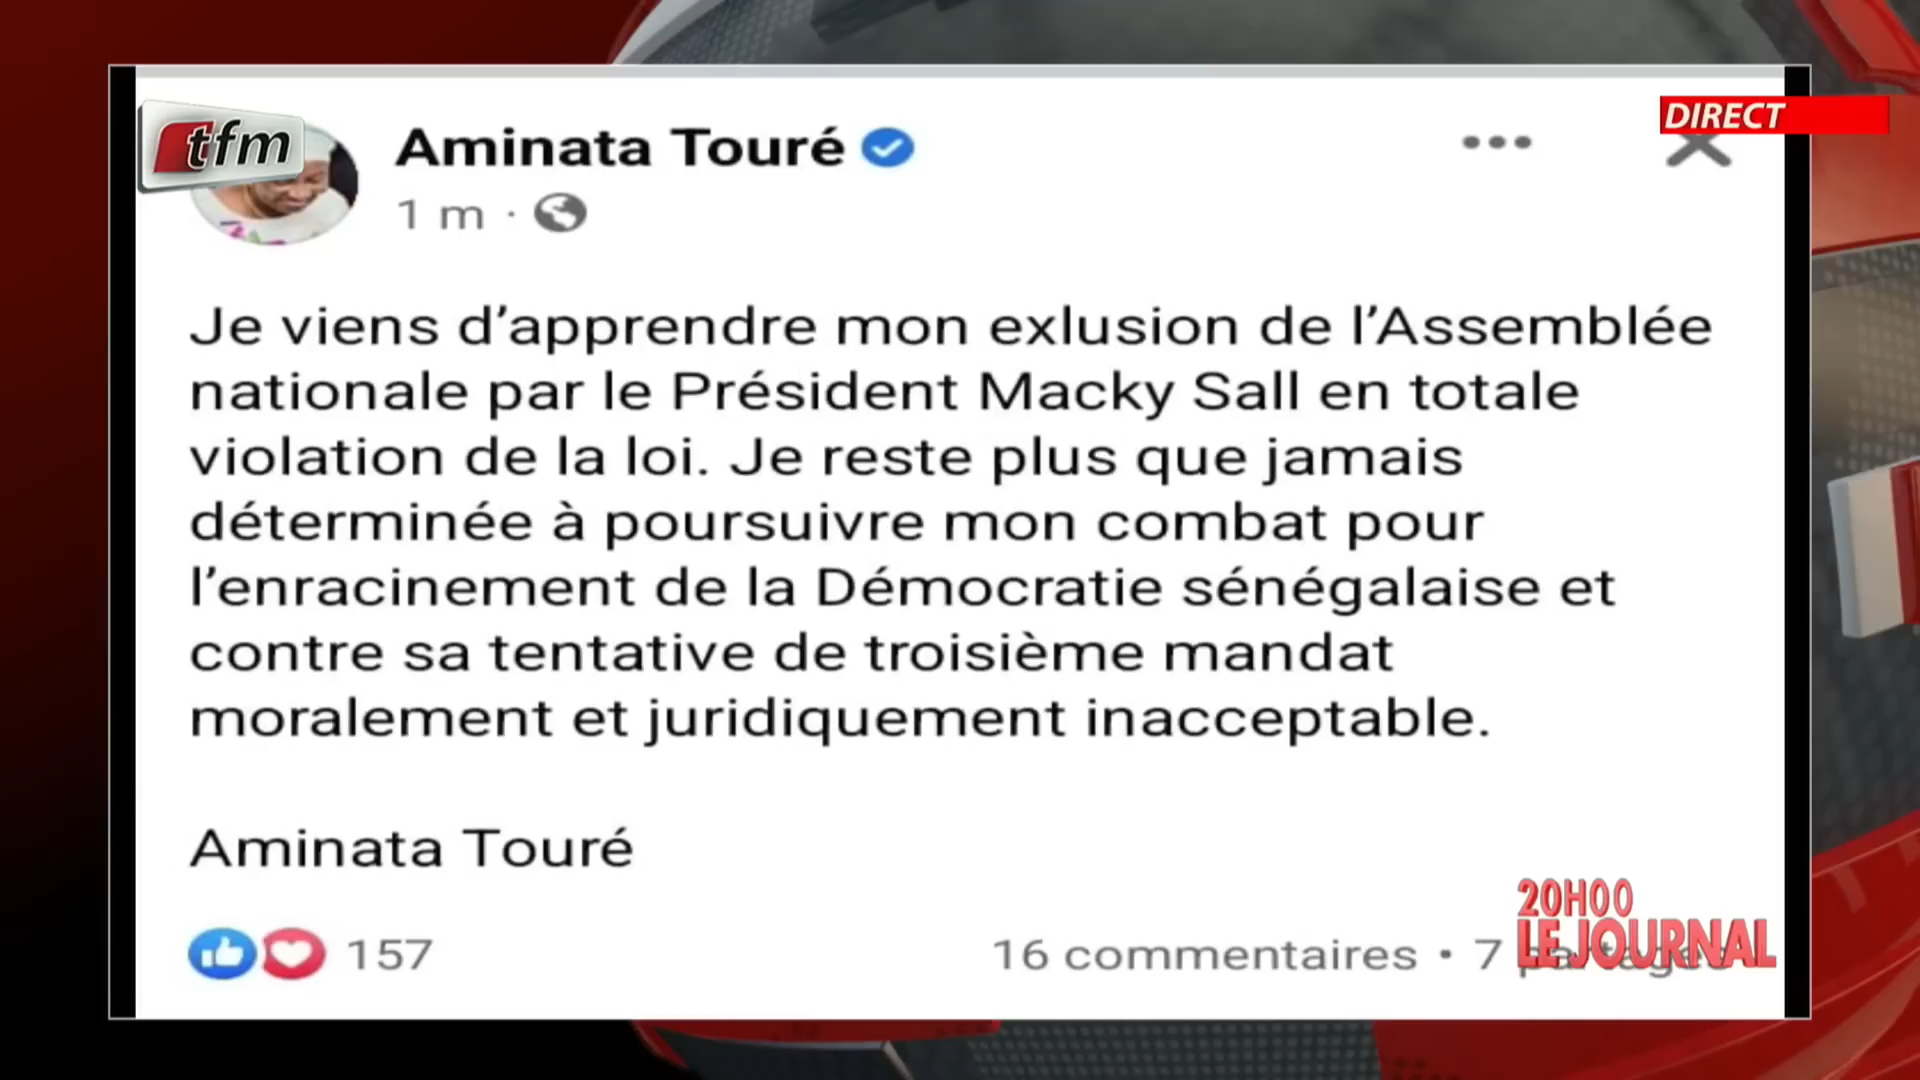 tfm
DIRECT
Aminata Touré
1 m
Je viens d’apprendre mon exlusion de l’Assemblée
nationale par le Président Macky Sall en totale
violation de la loi. Je reste plus que jamais
déterminée à poursuivre mon combat pour
l’enracinement de la Démocratie sénégalaise et
contre sa tentative de troisième mandat
moralement et juridiquement inacceptable.
Aminata Touré
157
16 commentaires • 7
20H00
LE JOURNAL